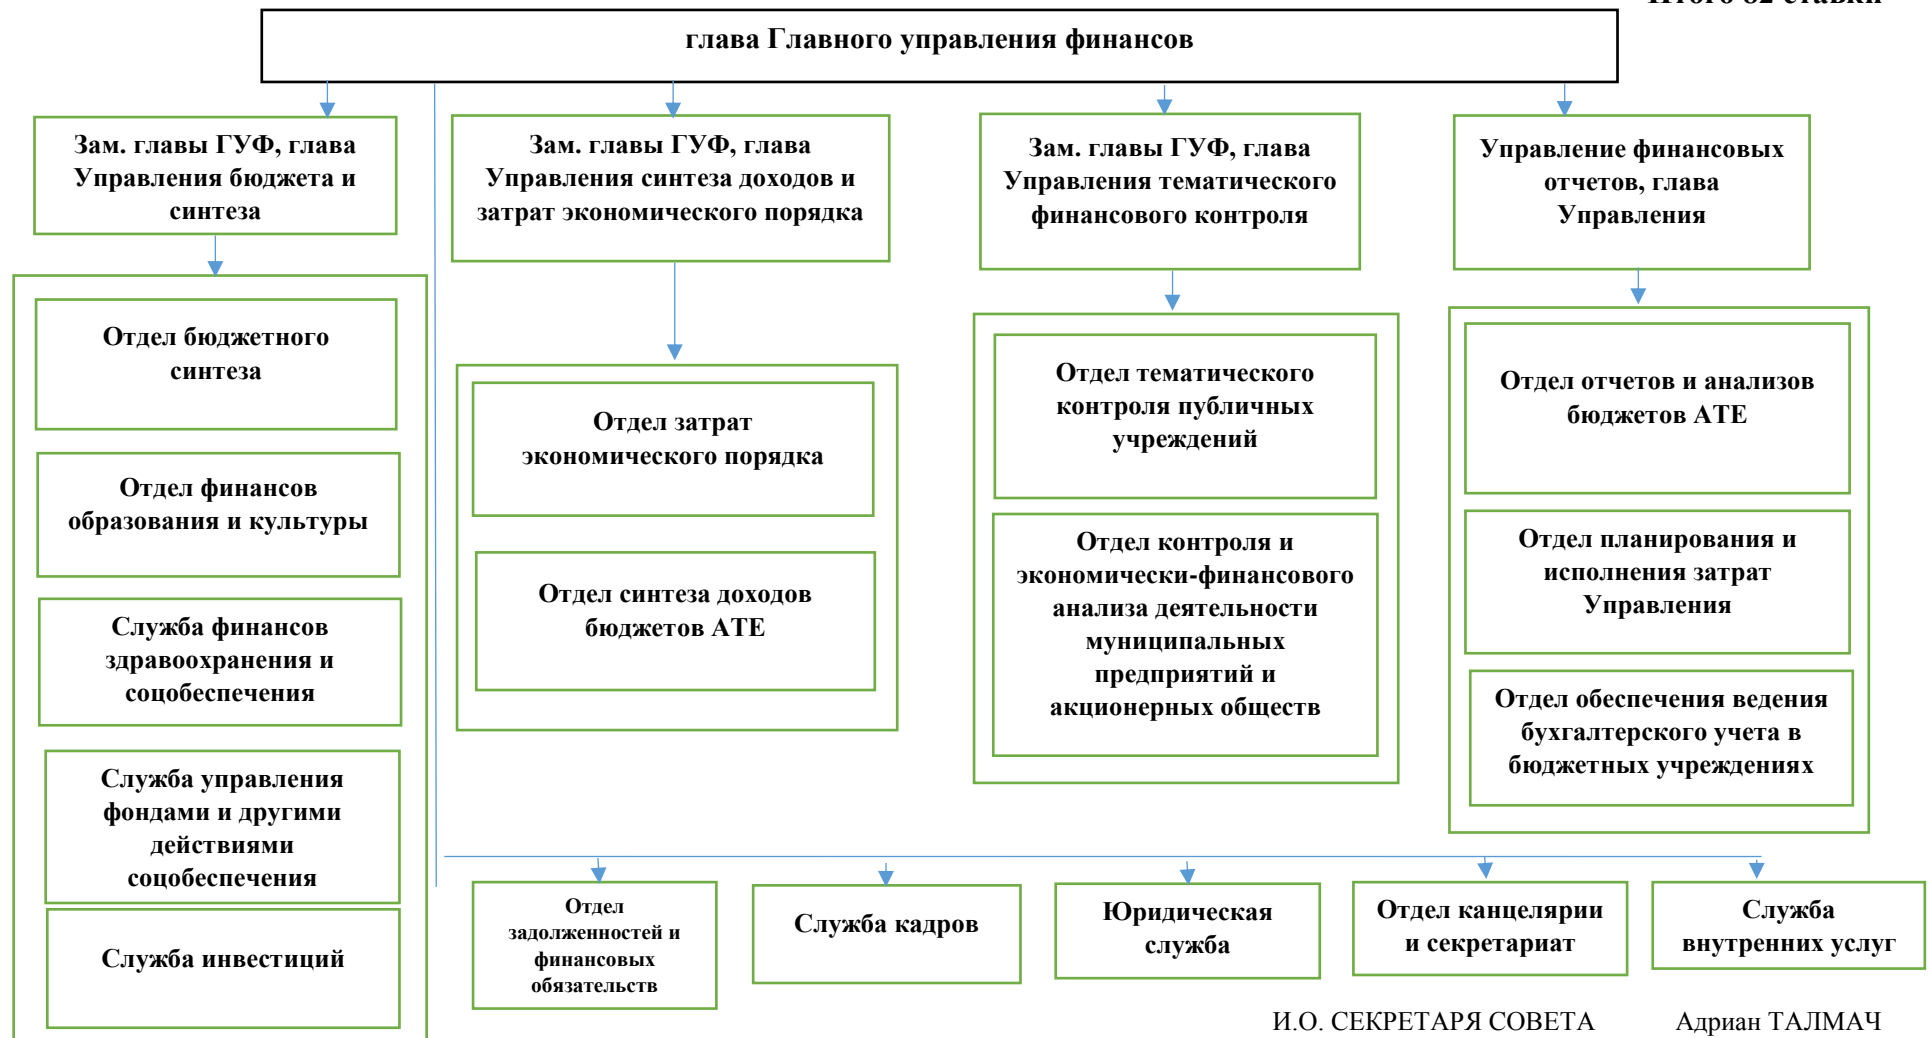 глава Главного управления финансов
Зам. главы ГУФ, глава
Управления бюджета и
синтеза
Зам. главы ГУФ, глава
Управления синтеза доходов и
затрат экономического порядка
Зам. главы ГУФ, глава
Управления тематического
финансового контроля
Управление финансовых
отчетов, глава
Управления
Отдел бюджетного
синтеза
Отдел финансов
образования и культуры
Служба финансов
здравоохранения и
соцобеспечения
Служба управления
фондами и другими
действиями
соцобеспечения
Служба инвестиций
Отдел затрат
экономического порядка
Отдел синтеза доходов
бюджетов АТЕ
Отдел тематического
контроля публичных
учреждений
Отдел контроля и
экономически-финансового
анализа деятельности
муниципальных
предприятий и
акционерных обществ
Отдел отчетов и анализов
бюджетов АТЕ
Отдел планирования и
исполнения затрат
Управления
Отдел обеспечения ведения
бухгалтерского учета в
бюджетных учреждениях
Отдел
задолженностей и
финансовых
обязательств
Служба кадров
Юридическая
служба
Отдел канцелярии
и секретариат
Служба
внутренних услуг
И.О. СЕКРЕТАРЯ СОВЕТА Адриан ТАЛМАЧ